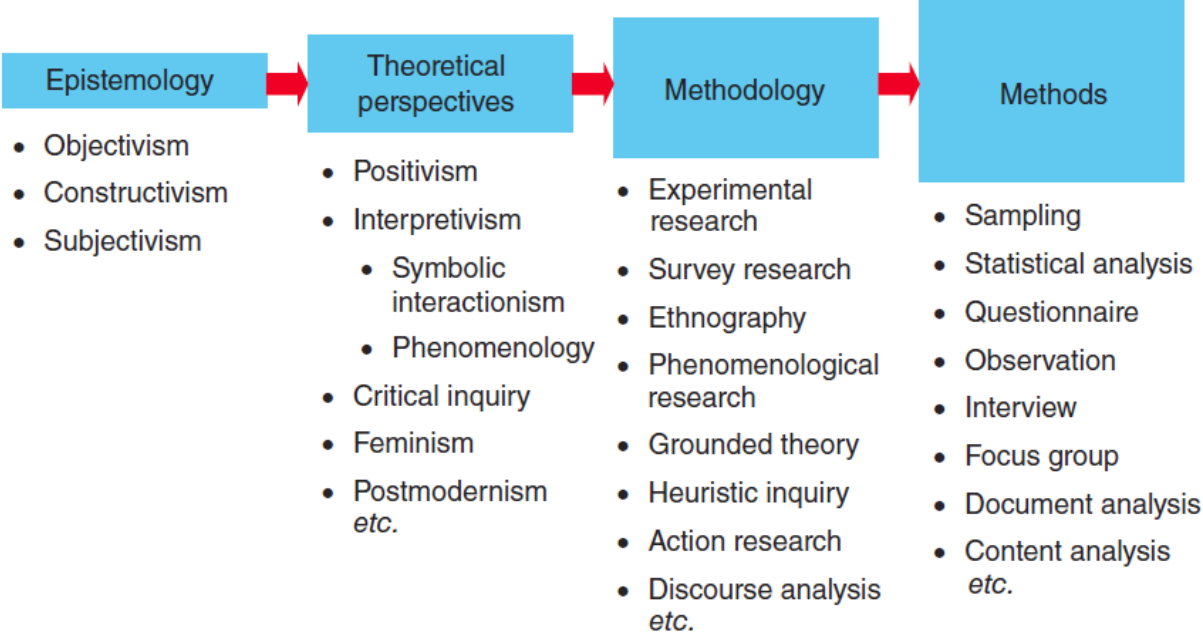 Epistemology
• Objectivism
• Constructivism
• Subjectivism
Theoretical
perspectives
• Positivism
• Interpretivism
• Symbolic
interactionism
• Phenomenology
• Critical inquiry
• Feminism
• Postmodernism
etc.
Methodology
• Experimental
research
• Survey research
• Ethnography
• Phenomenological
research
• Grounded theory
• Heuristic inquiry
• Action research
• Discourse analysis
etc.
Methods
• Sampling
• Statistical analysis
• Questionnaire
• Observation
• Interview
• Focus group
• Document analysis
• Content analysis
etc.